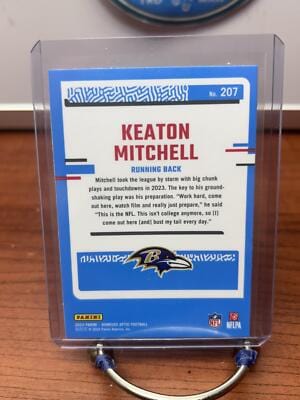 No. 207
KEATON
MITCHELL
RUNNING BACK
Mitchell took the league by storm with big chunk
plays and touchdowns in 2023. The key to his ground-
shaking play was his preparation. "Work hard, come
out here, watch film and really just prepare," he said
"This is the NFL. This isn't college anymore, so [I]
come out here [and] bust my tail every day."
PANINI
NFL
NFLPA